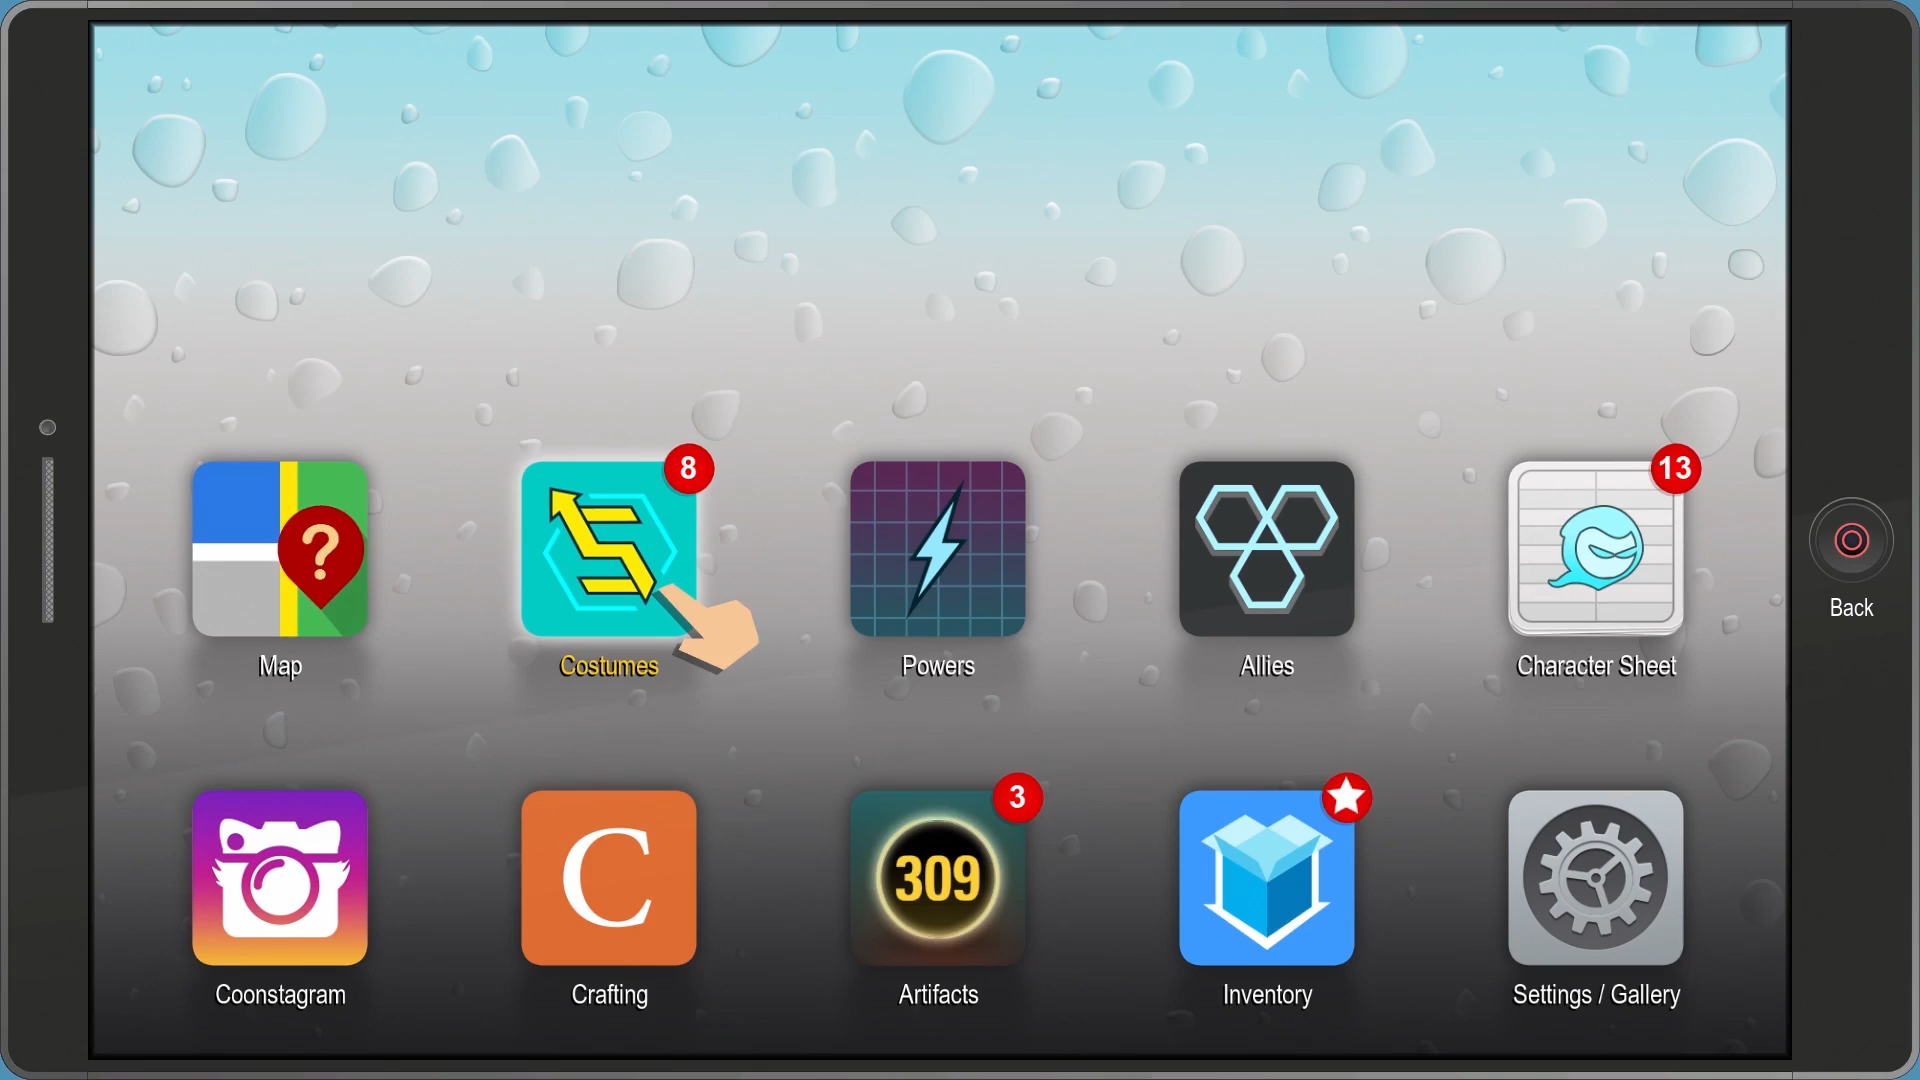 8
13
Map
Costumes
Powers
Allies
Character Sheet
Back
3
C
309
Coonstagram
Crafting
Artifacts
Inventory
Settings / Gallery